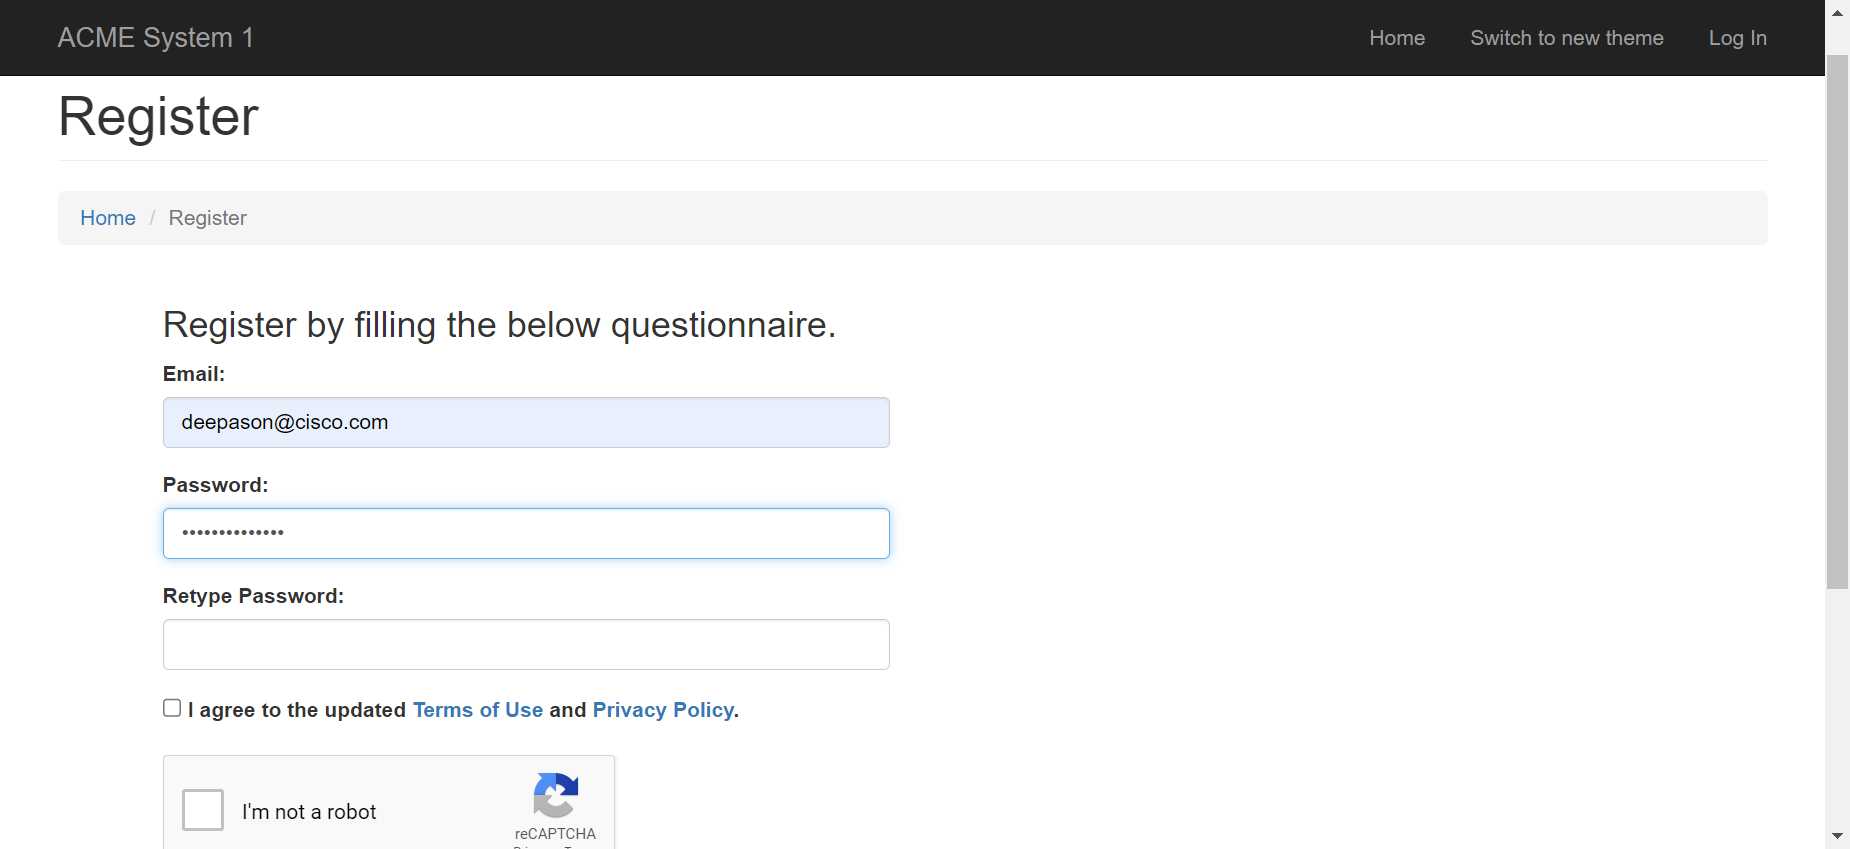 ACME System 1
Home Switch to new theme Log In
Register
Home / Register
Register by filling the below questionnaire.
Email:
deepason@cisco.com
Password:
••••••••••••••
Retype Password:
I agree to the updated Terms of Use and Privacy Policy.
I'm not a robot
reCAPTCHA